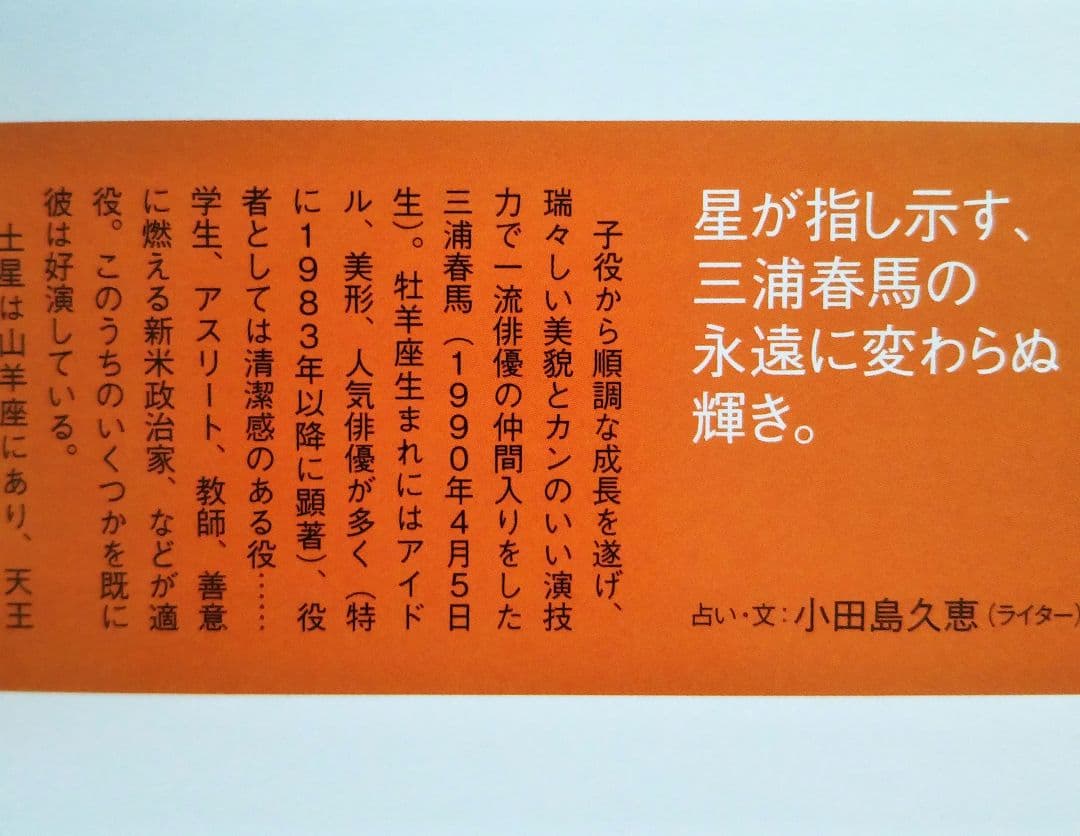 星が指し示す、
三浦春馬の
永遠に変わらぬ
輝き。
占い・文：小田島久恵（ライター）
子役から順調な成長を遂げ、
瑞々しい美貌とカンのいい演技
力で一流俳優の仲間入りをした
三浦春馬（1990年4月5日
生）。牡羊座生まれにはアイド
ル、美形、人気俳優が多く（特
に1983年以降に顕著）、役
者としては清潔感のある役……
学生、アスリート、教師、善意
に燃える新米政治家、などが適
役。このうちのいくつかを既に
彼は好演している。
土星は山羊座にあり、天王